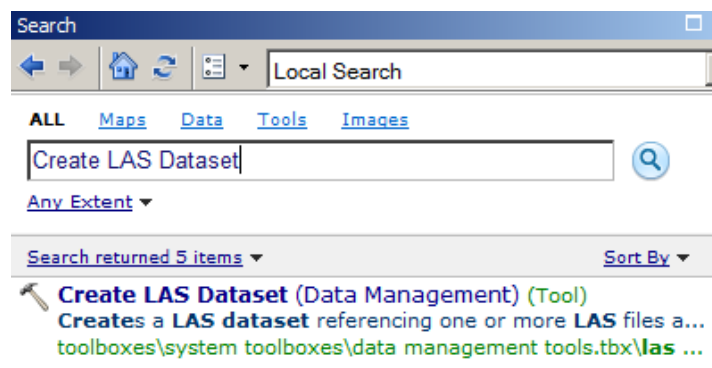 Search
Local Search
ALL Maps Data Tools Images
Create LAS Dataset
Any Extent
Search returned 5 items Sort By
Create LAS Dataset (Data Management) (Tool)
Creates a LAS dataset referencing one or more LAS files a...
toolboxes\system toolboxes\data management tools.tbx\las ...